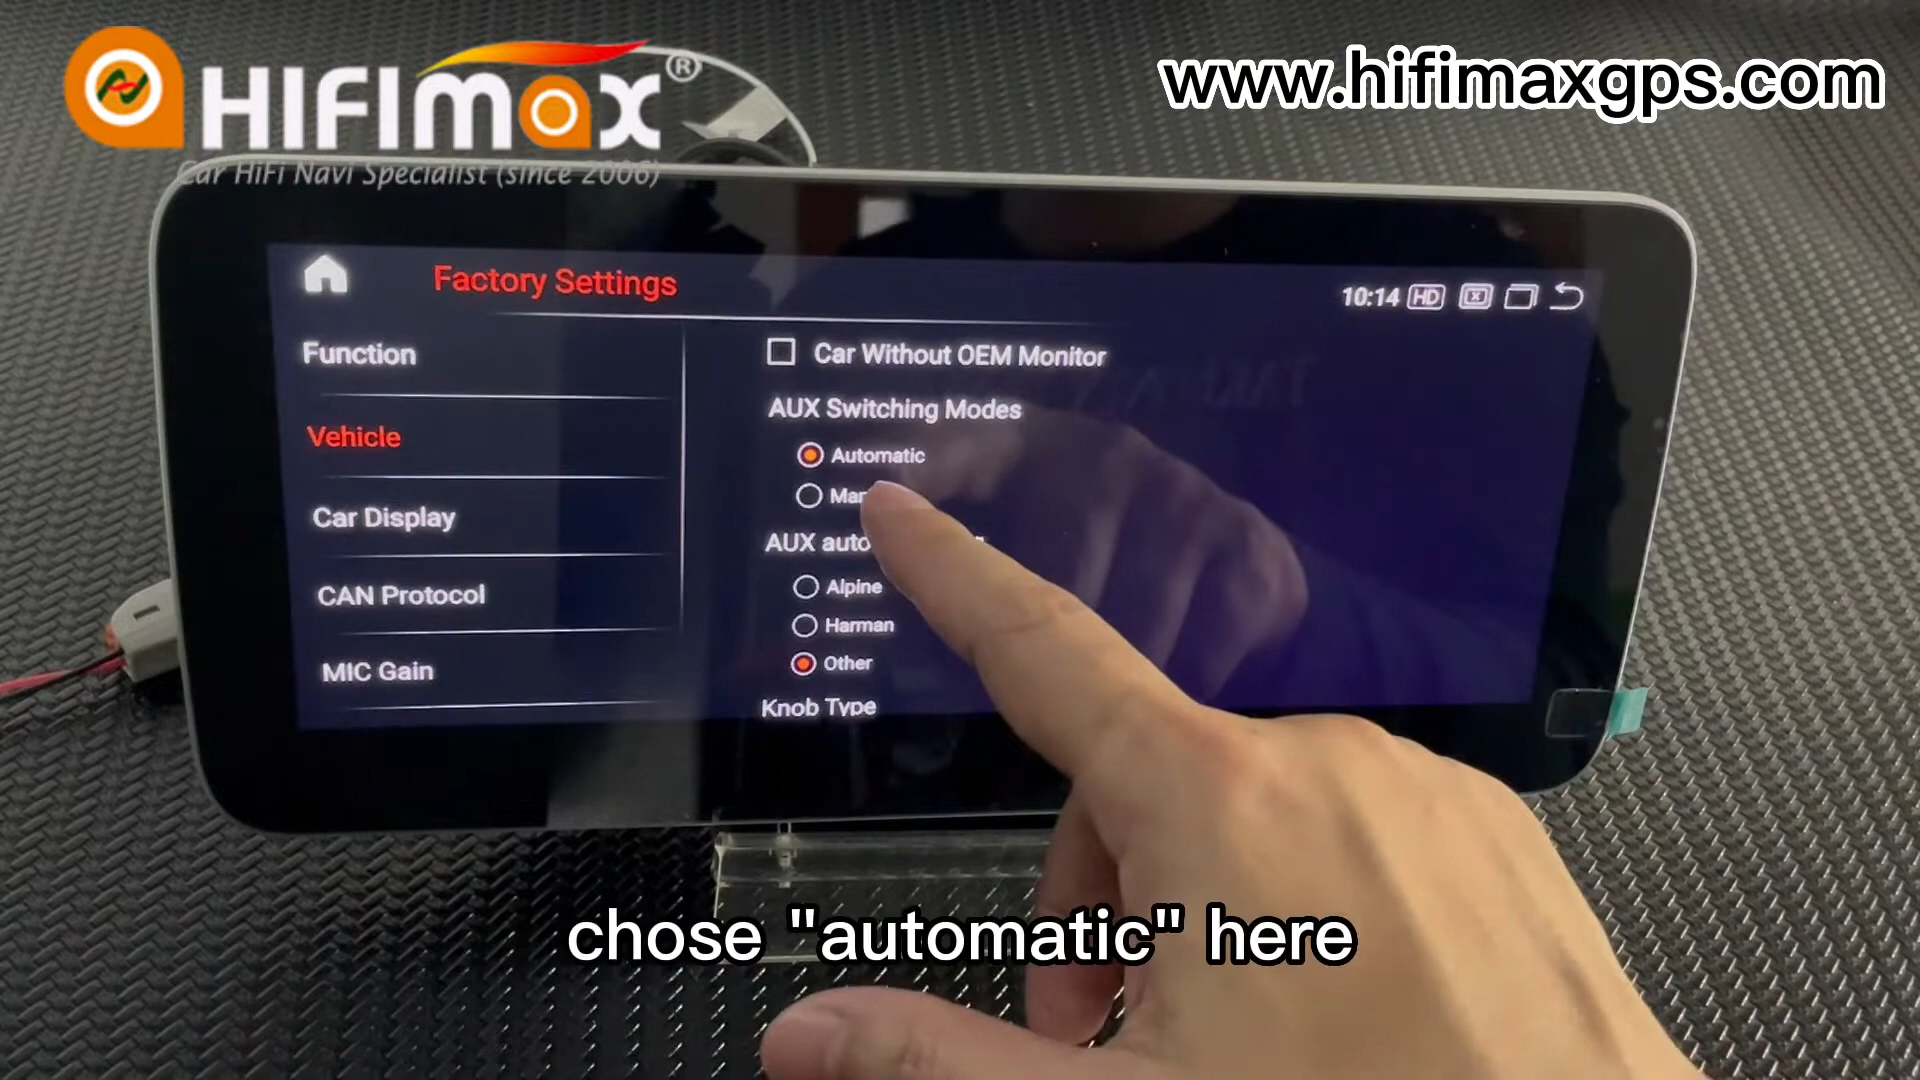 HIFIMAX®
Car HiFi Navi Specialist (since 2006)
www.hifimaxgps.com
Factory Settings
10:14 HD
Function
Vehicle
Car Display
CAN Protocol
MIC Gain
Car Without OEM Monitor
AUX Switching Modes
Automatic
AUX
Alpine
Harman
Other
Knob Type
chose "automatic" here